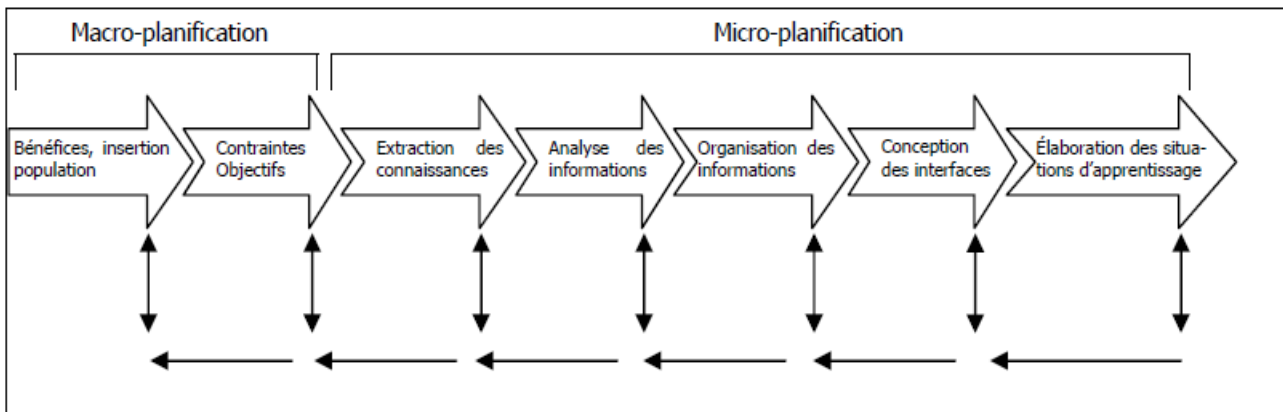 Macro-planification
Micro-planification
Bénéfices, insertion
population
Contraintes
Objectifs
Extraction des
connaissances
Analyse des
informations
Organisation des
informations
Conception
des interfaces
Élaboration des situa-
tions d'apprentissage